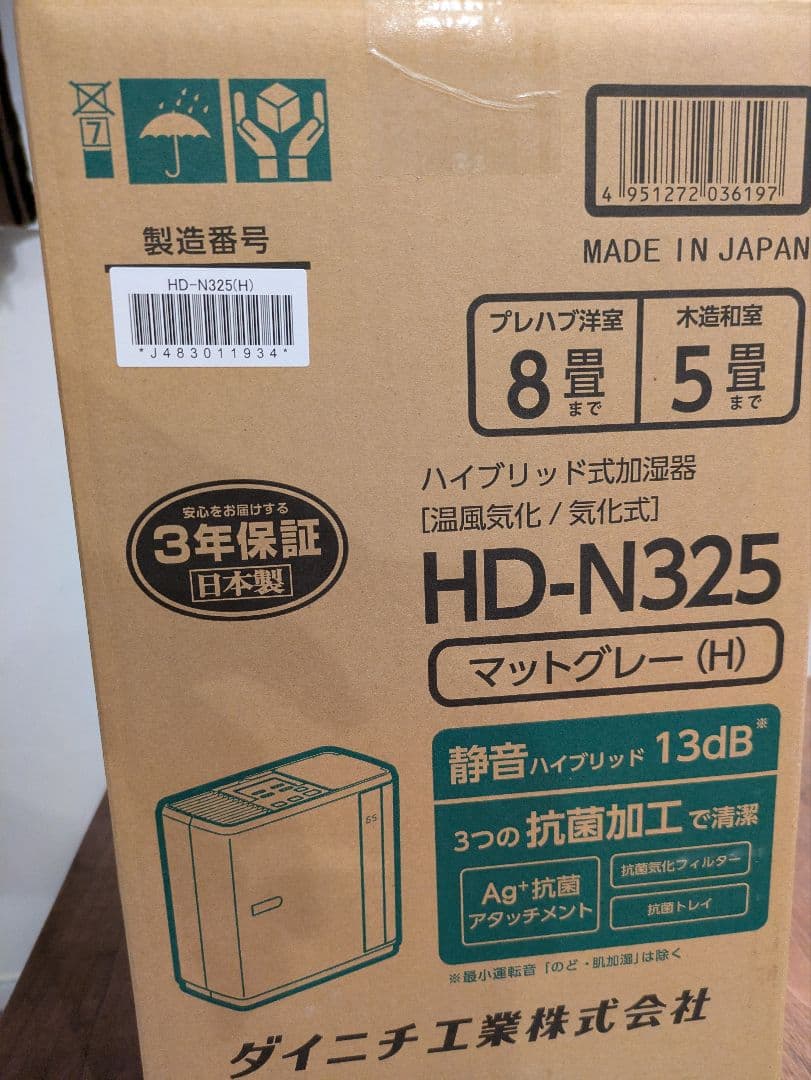 7
4 951272 036197
MADE IN JAPAN
製造番号
HD-N325(H)
*J483011934*
プレハブ洋室
8畳まで
木造和室
5畳まで
ハイブリッド式加湿器
[温風気化 / 気化式]
HD-N325
マットグレー(H)
安心をお届けする
3年保証
日本製
静音ハイブリッド 13dB※
3つの抗菌加工で清潔
Ag+抗菌
アタッチメント
抗菌気化フィルター
抗菌トレイ
※最小運転音「のど・肌加湿」は除く
55
ダイニチ工業株式会社